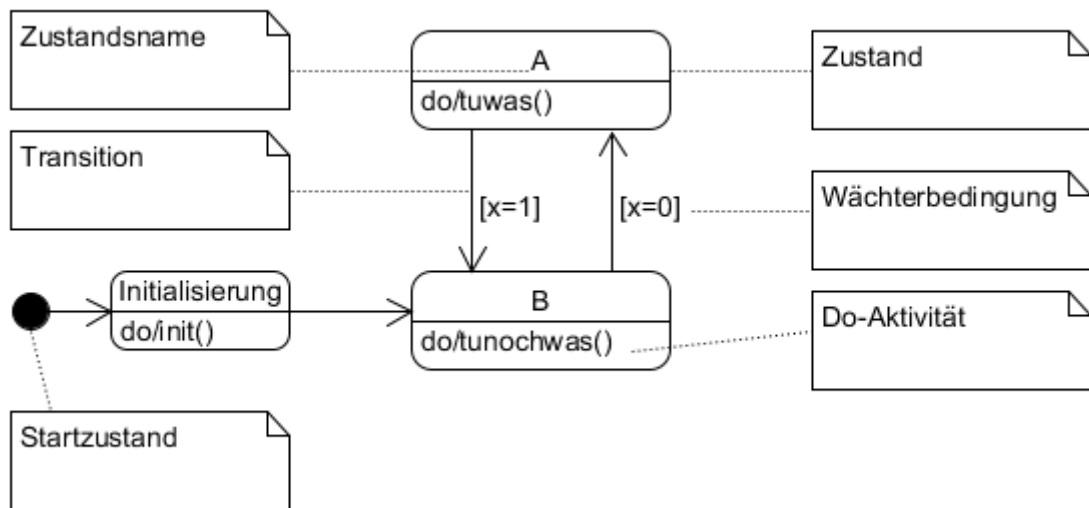 Zustandsname
A
do/tuwas()
Zustand
Transition
[x=1]
[x=0]
Wächterbedingung
Initialisierung
do/init()
B
do/tunochwas()
Do-Aktivität
Startzustand